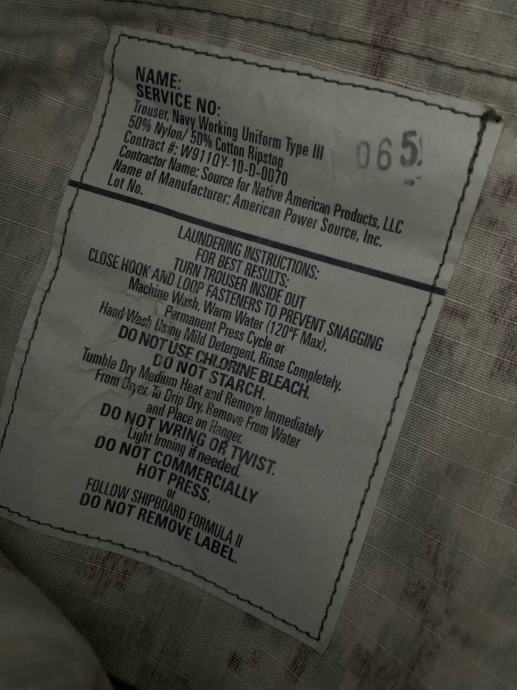 NAME:
SERVICE NO:
Trouser, Navy Working Uniform Type III
50% Nylon/ 50% Cotton Ripstop
Contract #: W911QY-1D-D-0070
Contractor Name: Source for Native American Products, LLC
Name of Manufacturer: American Power Source, Inc.
Lot No.
065
LAUNDERING INSTRUCTIONS:
FOR BEST RESULTS:
TURN TROUSER INSIDE OUT
CLOSE HOOK AND LOOP FASTENERS TO PREVENT SNAGGING
Machine Wash, Warm Water (120°F Max),
Permanent Press Cycle or
Hand Wash Using Mild Detergent, Rinse Completely.
DO NOT USE CHLORINE BLEACH.
DO NOT STARCH.
Tumble Dry Medium Heat and Remove Immediately
From Dryer. To Drip Dry, Remove From Water
and Place on Hanger.
DO NOT WRING OR TWIST.
Light Ironing if needed.
DO NOT COMMERCIALLY
HOT PRESS.
or
FOLLOW SHIPBOARD FORMULA II
DO NOT REMOVE LABEL.